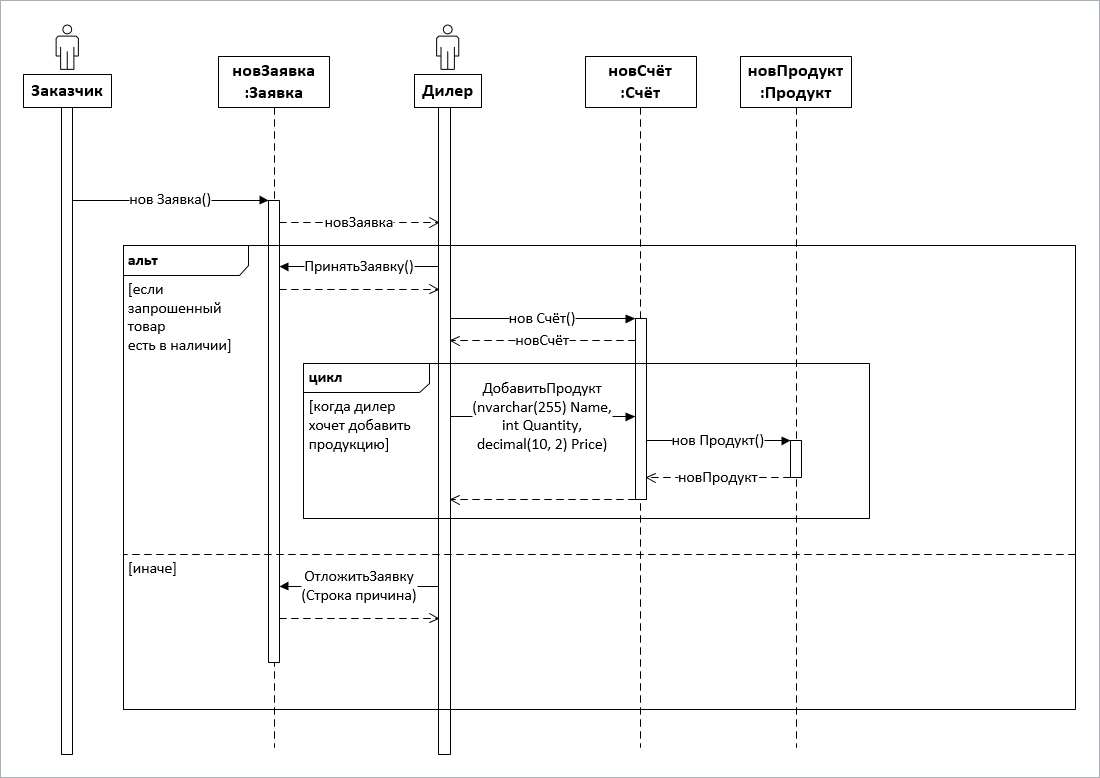 Заказчик
новЗаявка
:Заявка
Дилер
новСчёт
:Счёт
новПродукт
:Продукт
нов Заявка()
новЗаявка
альт
[если
запрошенный
товар
есть в наличии]
ПринятьЗаявку()
нов Счёт()
новСчёт
цикл
[когда дилер
хочет добавить
продукцию]
ДобавитьПродукт
(nvarchar(255) Name,
int Quantity,
decimal(10, 2) Price)
нов Продукт()
новПродукт
[иначе]
ОтложитьЗаявку
(Строка причина)